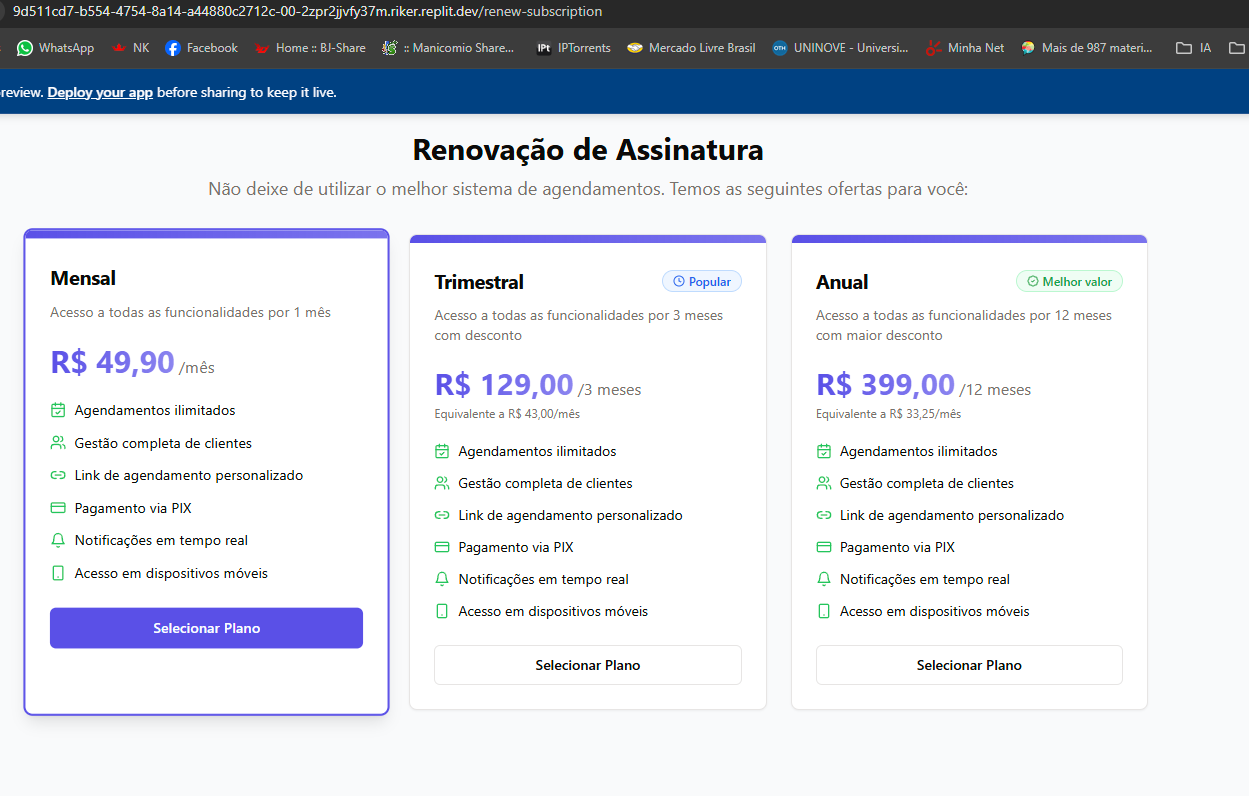 9d511cd7-b554-4754-8a14-a44880c2712c-00-2zpr2jjvfy37m.riker.replit.dev/renew-subscription
WhatsApp NK Facebook Home :: BJ-Share :: Manicomio Share... IPt IPTorrents Mercado Livre Brasil OTH UNINOVE - Universi... Minha Net Mais de 987 materi... IA
review. Deploy your app before sharing to keep it live.
Renovação de Assinatura
Não deixe de utilizar o melhor sistema de agendamentos. Temos as seguintes ofertas para você:
Mensal
Acesso a todas as funcionalidades por 1 mês
R$ 49,90 /mês
Agendamentos ilimitados
Gestão completa de clientes
Link de agendamento personalizado
Pagamento via PIX
Notificações em tempo real
Acesso em dispositivos móveis
Selecionar Plano
Trimestral
Popular
Acesso a todas as funcionalidades por 3 meses
com desconto
R$ 129,00 /3 meses
Equivalente a R$ 43,00/mês
Agendamentos ilimitados
Gestão completa de clientes
Link de agendamento personalizado
Pagamento via PIX
Notificações em tempo real
Acesso em dispositivos móveis
Selecionar Plano
Anual
Melhor valor
Acesso a todas as funcionalidades por 12 meses
com maior desconto
R$ 399,00 /12 meses
Equivalente a R$ 33,25/mês
Agendamentos ilimitados
Gestão completa de clientes
Link de agendamento personalizado
Pagamento via PIX
Notificações em tempo real
Acesso em dispositivos móveis
Selecionar Plano